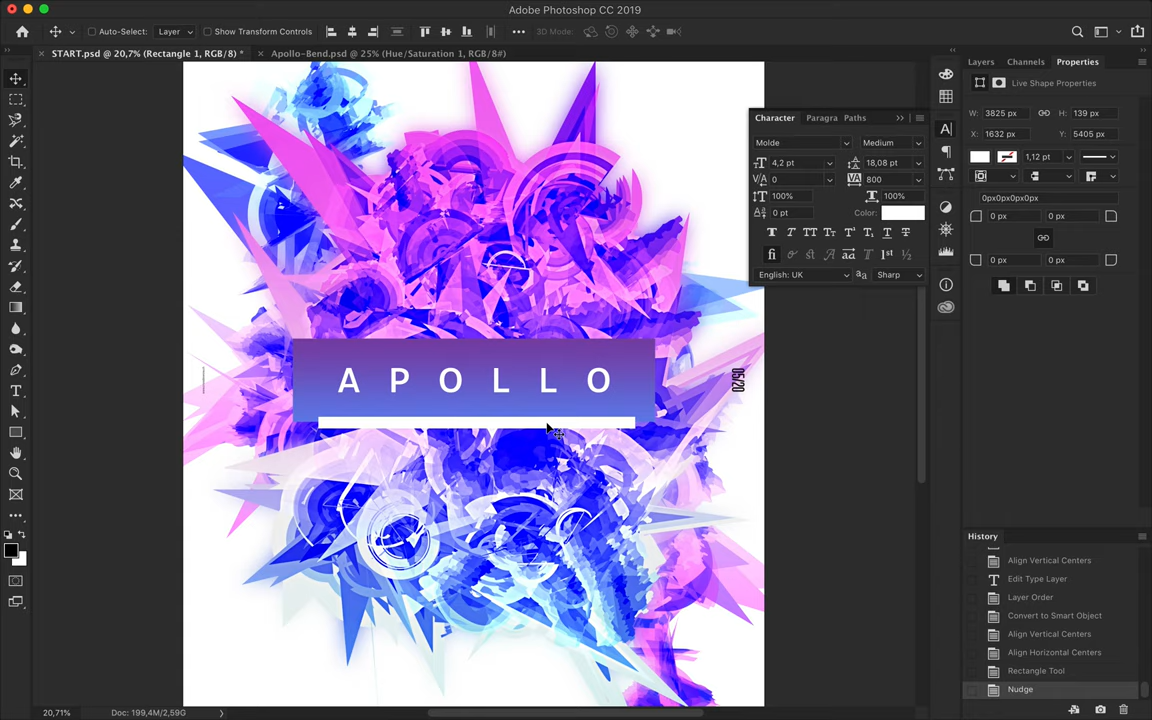 Adobe Photoshop CC 2019
Auto-Select: Layer Show Transform Controls 3D Mode:
START.psd @ 20,7% (Rectangle 1, RGB/8) * Apollo-Bend.psd @ 25% (Hue/Saturation 1, RGB/8#)
Layers Channels Properties
Live Shape Properties
W: 3825 px H: 139 px
X: 1632 px Y: 5405 px
1,12 pt
0px0px0px0px
0 px 0 px
0 px 0 px
Character Paragra Paths
Molde Medium
4,2 pt 18,08 pt
0 800
100% 100%
0 pt Color:
English: UK Sharp
APOLLO
05/20
History
Align Vertical Centers
Edit Type Layer
Layer Order
Convert to Smart Object
Align Vertical Centers
Align Horizontal Centers
Rectangle Tool
Nudge
20,71% Doc: 199,4M/2,59G